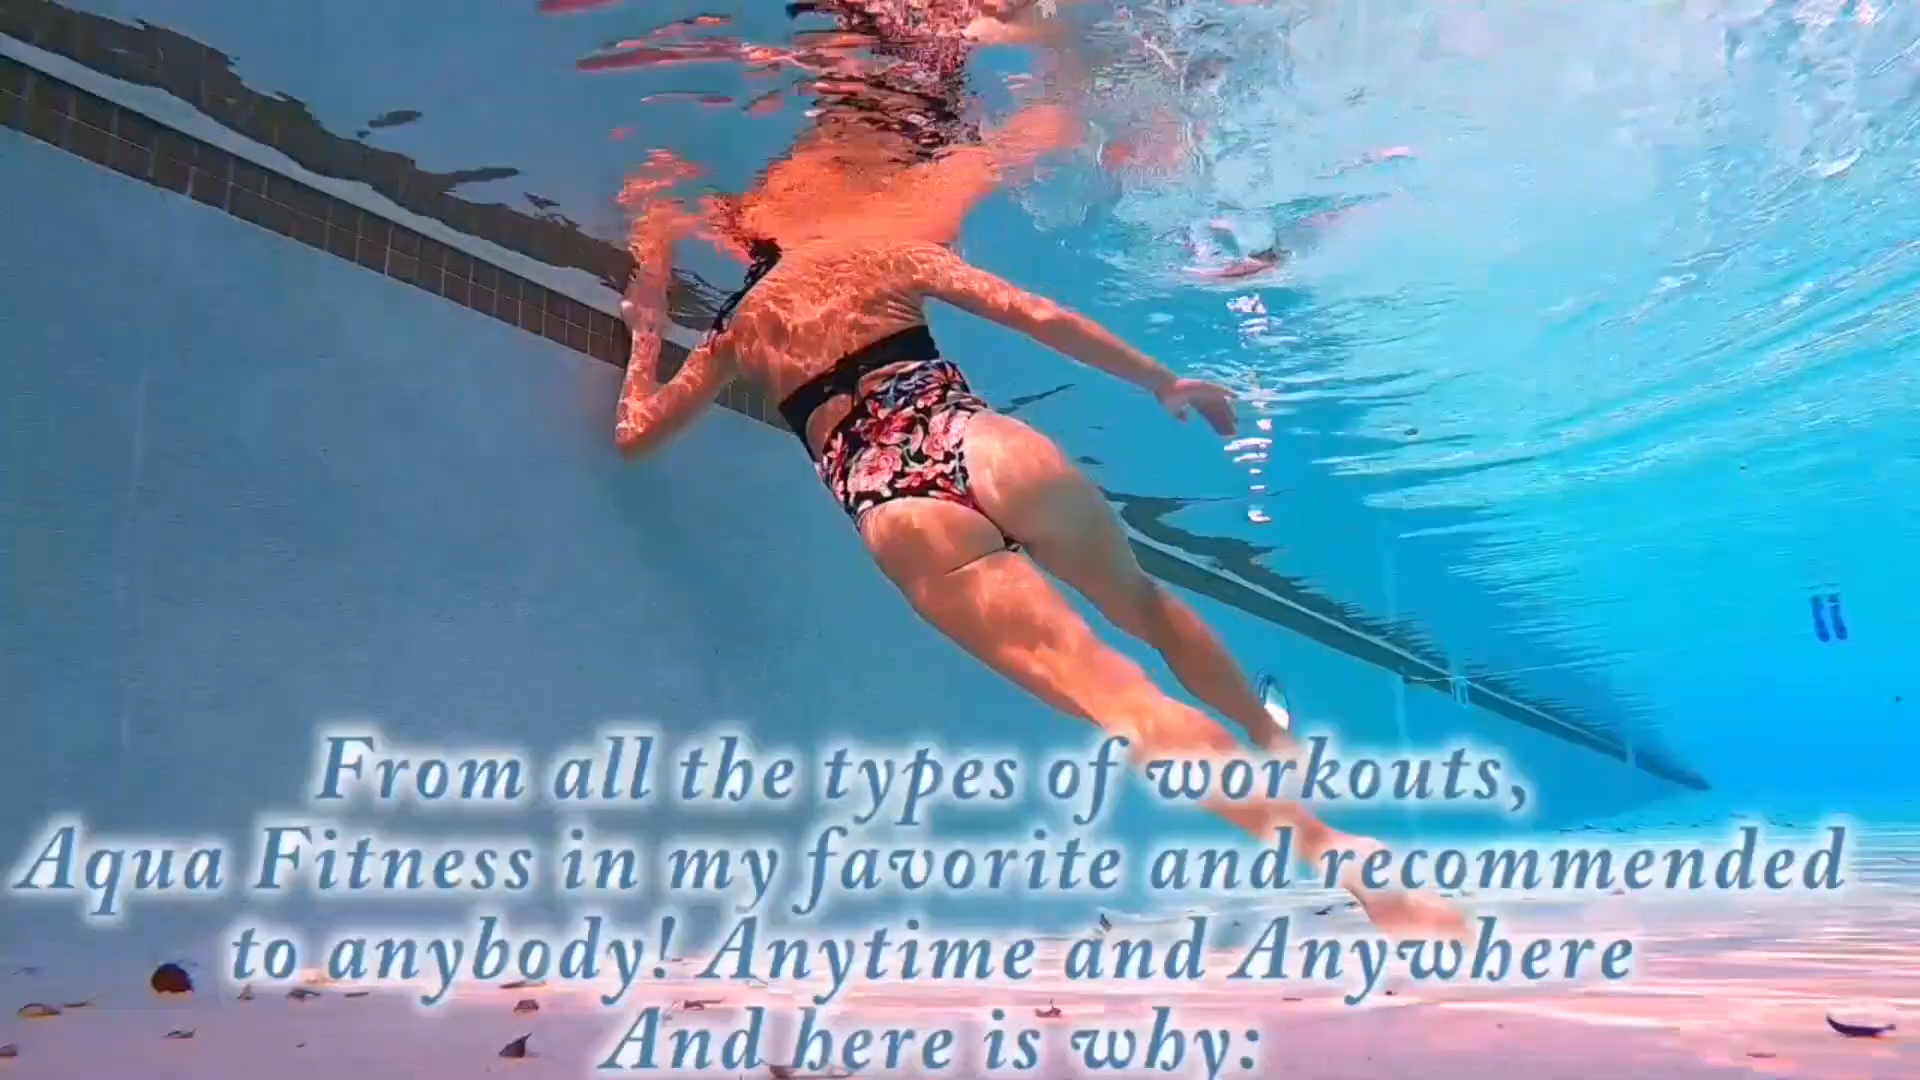 From all the types of workouts,
Aqua Fitness in my favorite and recommended
to anybody! Anytime and Anywhere
And here is why: